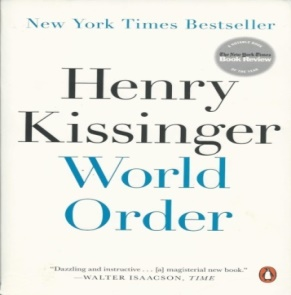 New York Times Bestseller
The New York Times
Book Review
Henry
Kissinger
World
Order
"Dazzling and instructive . . . [a] magisterial new book."
—WALTER ISAACSON, TIME